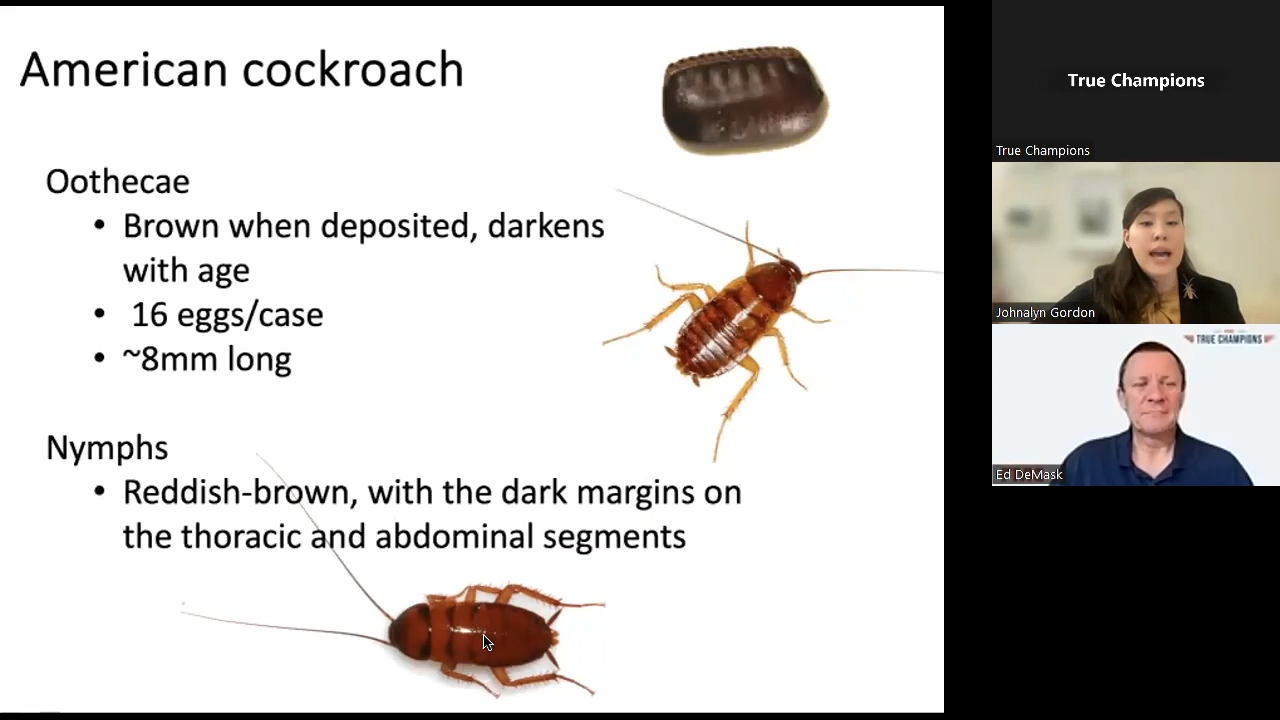 American cockroach
Oothecae
• Brown when deposited, darkens
with age
• 16 eggs/case
• ~8mm long
Nymphs
• Reddish-brown, with the dark margins on
the thoracic and abdominal segments
True Champions
True Champions
Johnalyn Gordon
TRUE CHAMPIONS
Ed DeMask